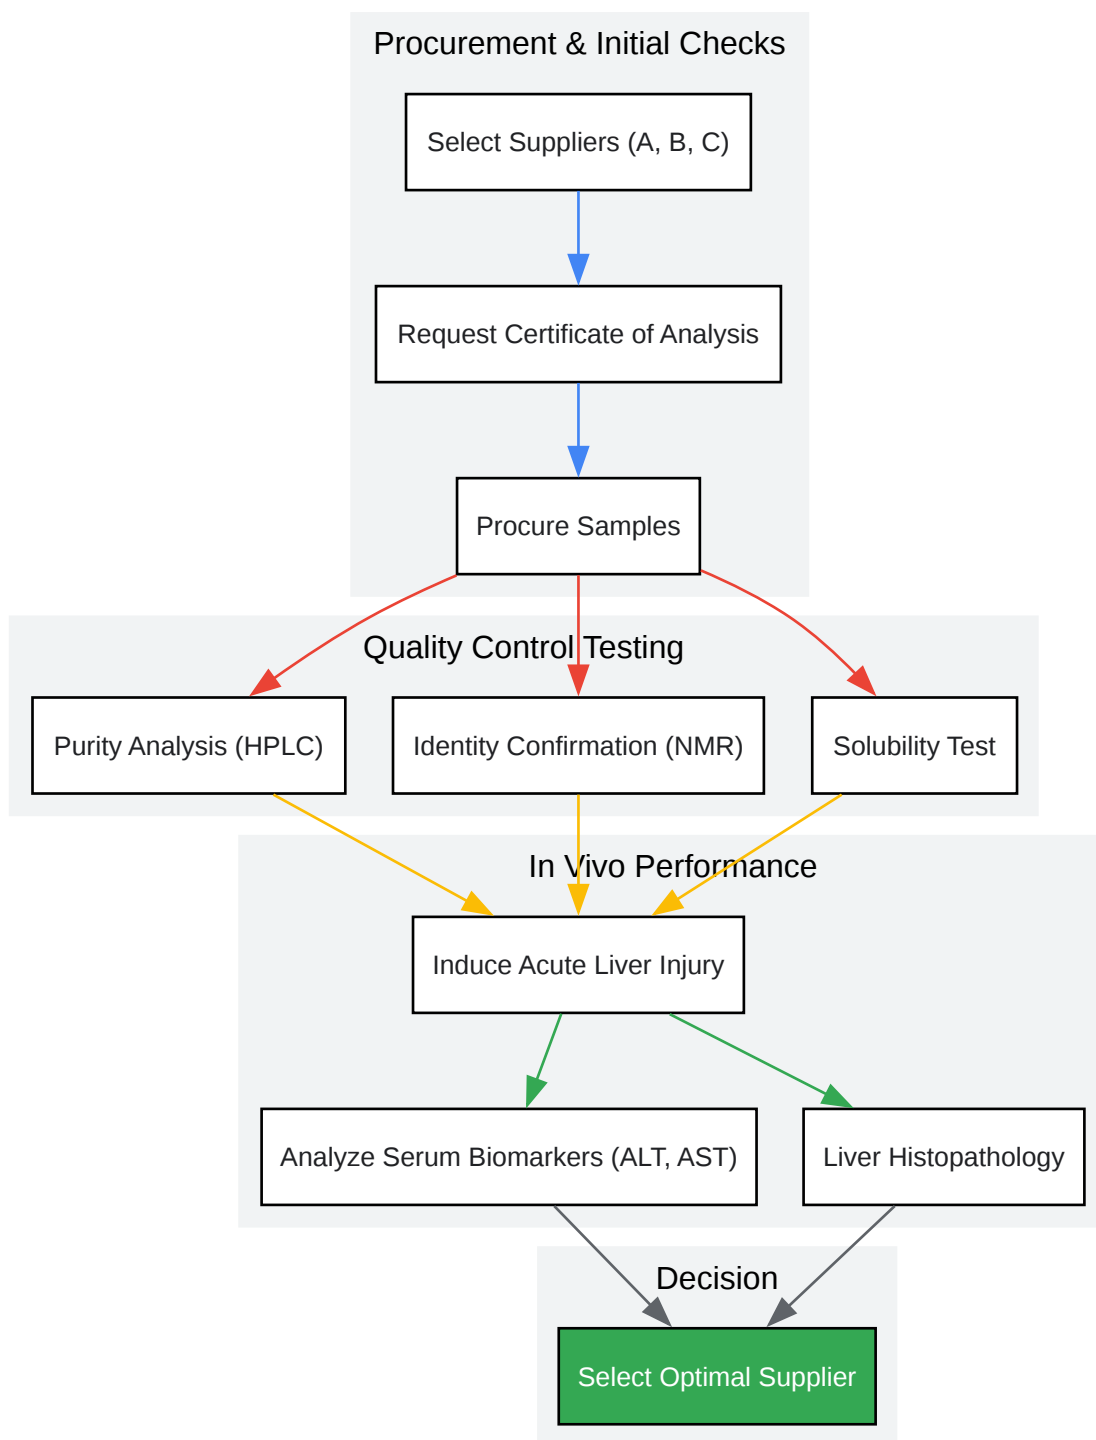 Procurement & Initial Checks
Select Suppliers (A, B, C)
Request Certificate of Analysis
Procure Samples
Quality Control Testing
Purity Analysis (HPLC)
Identity Confirmation (NMR)
Solubility Test
In Vivo Performance
Induce Acute Liver Injury
Analyze Serum Biomarkers (ALT, AST)
Liver Histopathology
Decision
Select Optimal Supplier